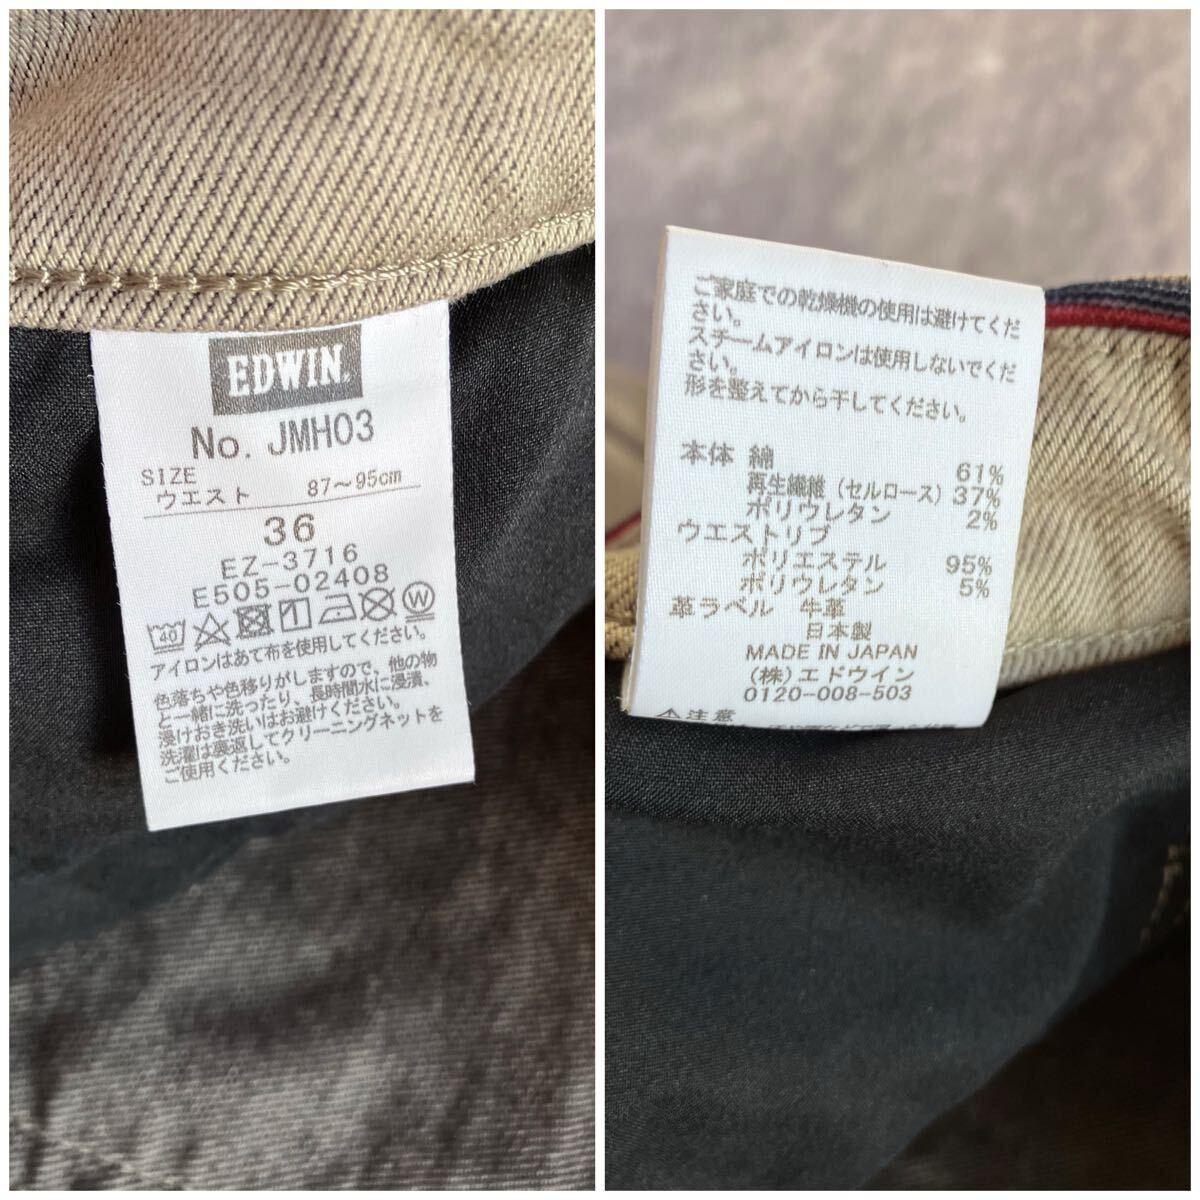 EDWIN
No. JMH03
SIZE
ウエスト 87～95cm
36
EZ-3716
E505-02408
40 W
アイロンはあて布を使用してください。
色落ちや色移りがしますので、他の物
と一緒に洗ったり、長時間水に浸漬、
浸けおき洗いはお避けください。
洗濯は裏返してクリーニングネットを
ご使用ください。
ご家庭での乾燥機の使用は避けてくだ
さい。
スチームアイロンは使用しないでくだ
さい。
形を整えてから干してください。
本体 綿 61%
再生繊維（セルロース）37%
ポリウレタン 2%
ウエストリブ
ポリエステル 95%
ポリウレタン 5%
革ラベル 牛革
日本製
MADE IN JAPAN
(株)エドウイン
0120-008-503
⚠注意